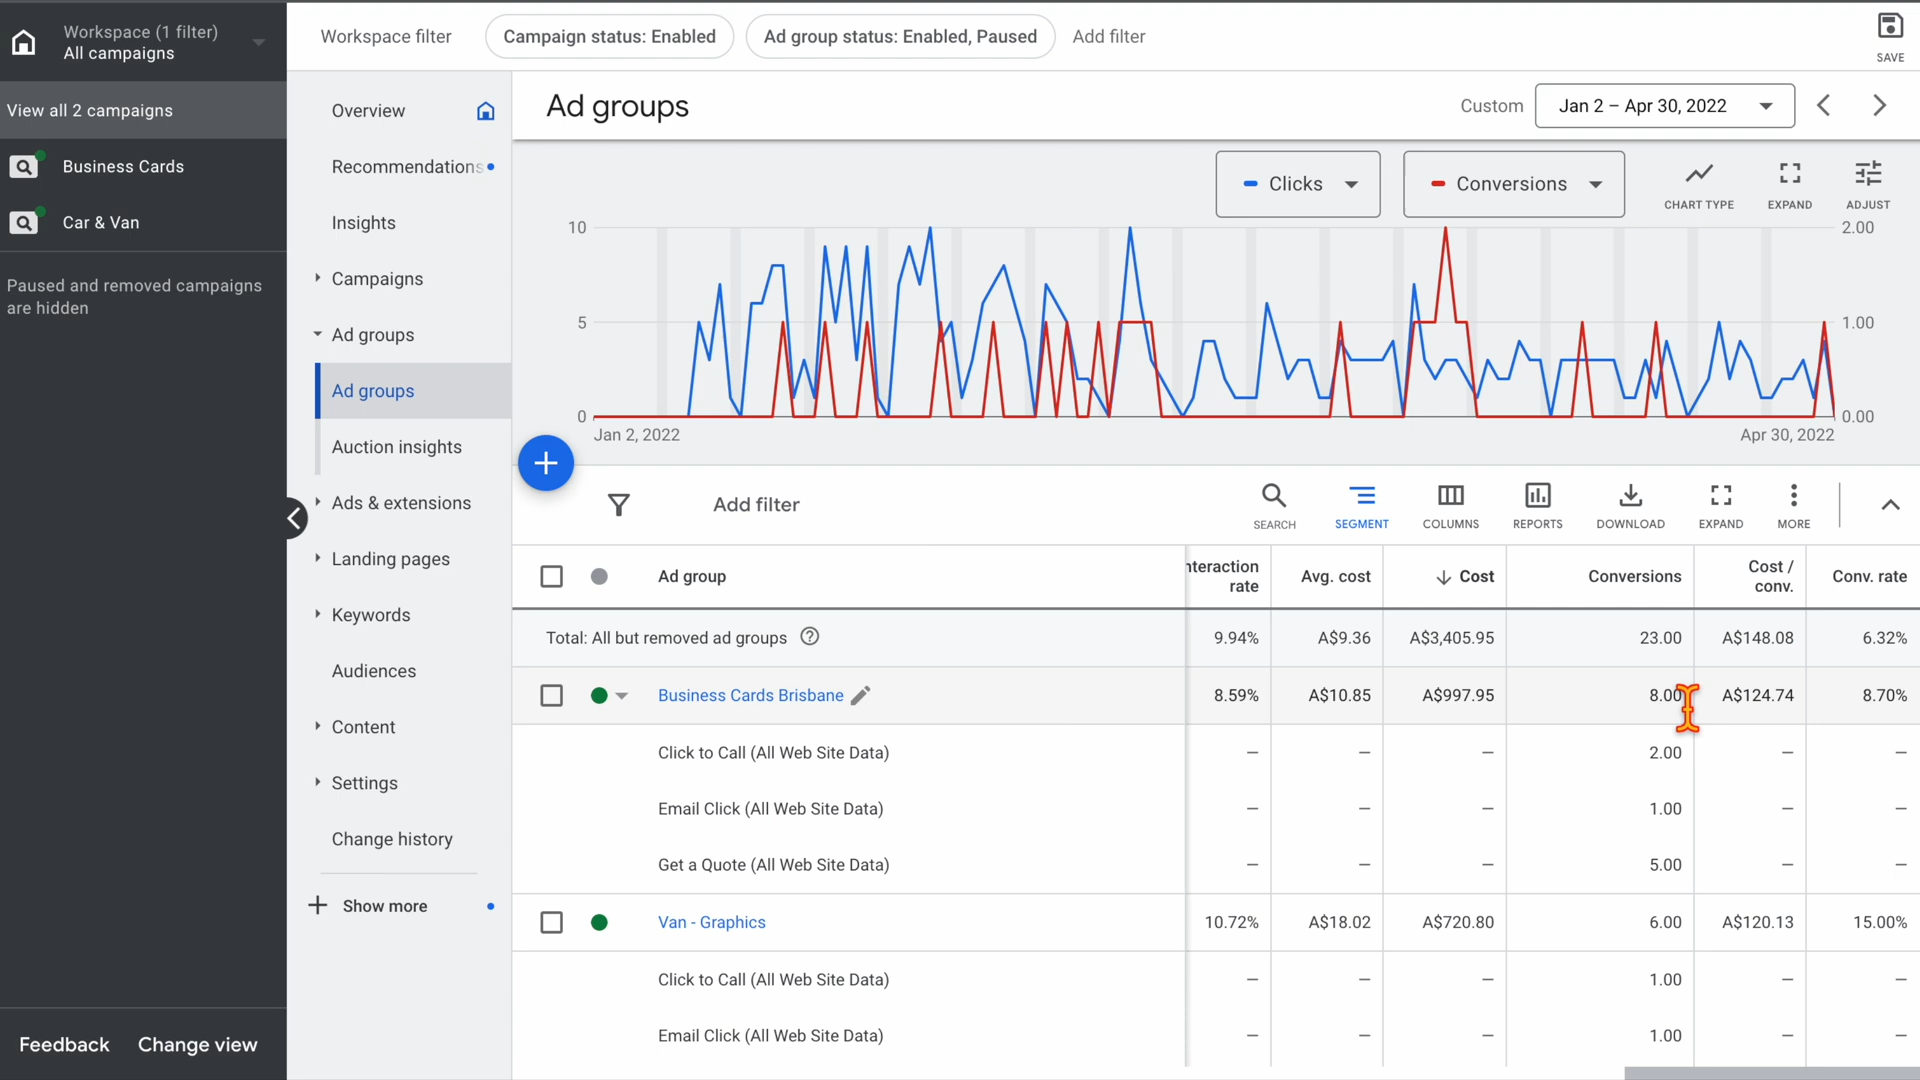 Workspace (1 filter)
All campaigns
View all 2 campaigns
Business Cards
Car & Van
Paused and removed campaigns
are hidden
Feedback
Change view
Workspace filter
Campaign status: Enabled
Ad group status: Enabled, Paused
Add filter
SAVE
Overview
Recommendations
Insights
Campaigns
Ad groups
Ad groups
Auction insights
Ads & extensions
Landing pages
Keywords
Audiences
Content
Settings
Change history
Show more
Ad groups
Custom
Jan 2 – Apr 30, 2022
Clicks
Conversions
CHART TYPE
EXPAND
ADJUST
10
5
0
2.00
1.00
0.00
Jan 2, 2022
Apr 30, 2022
Add filter
SEARCH
SEGMENT
COLUMNS
REPORTS
DOWNLOAD
EXPAND
MORE
Ad group
nteraction
rate
Avg. cost
Cost
Conversions
Cost /
conv.
Conv. rate
Total: All but removed ad groups 9.94% A$9.36 A$3,405.95 23.00 A$148.08 6.32%
Business Cards Brisbane 8.59% A$10.85 A$997.95 8.00 A$124.74 8.70%
Click to Call (All Web Site Data) – – – 2.00 – –
Email Click (All Web Site Data) – – – 1.00 – –
Get a Quote (All Web Site Data) – – – 5.00 – –
Van - Graphics 10.72% A$18.02 A$720.80 6.00 A$120.13 15.00%
Click to Call (All Web Site Data) – – – 1.00 – –
Email Click (All Web Site Data) – – – 1.00 – –